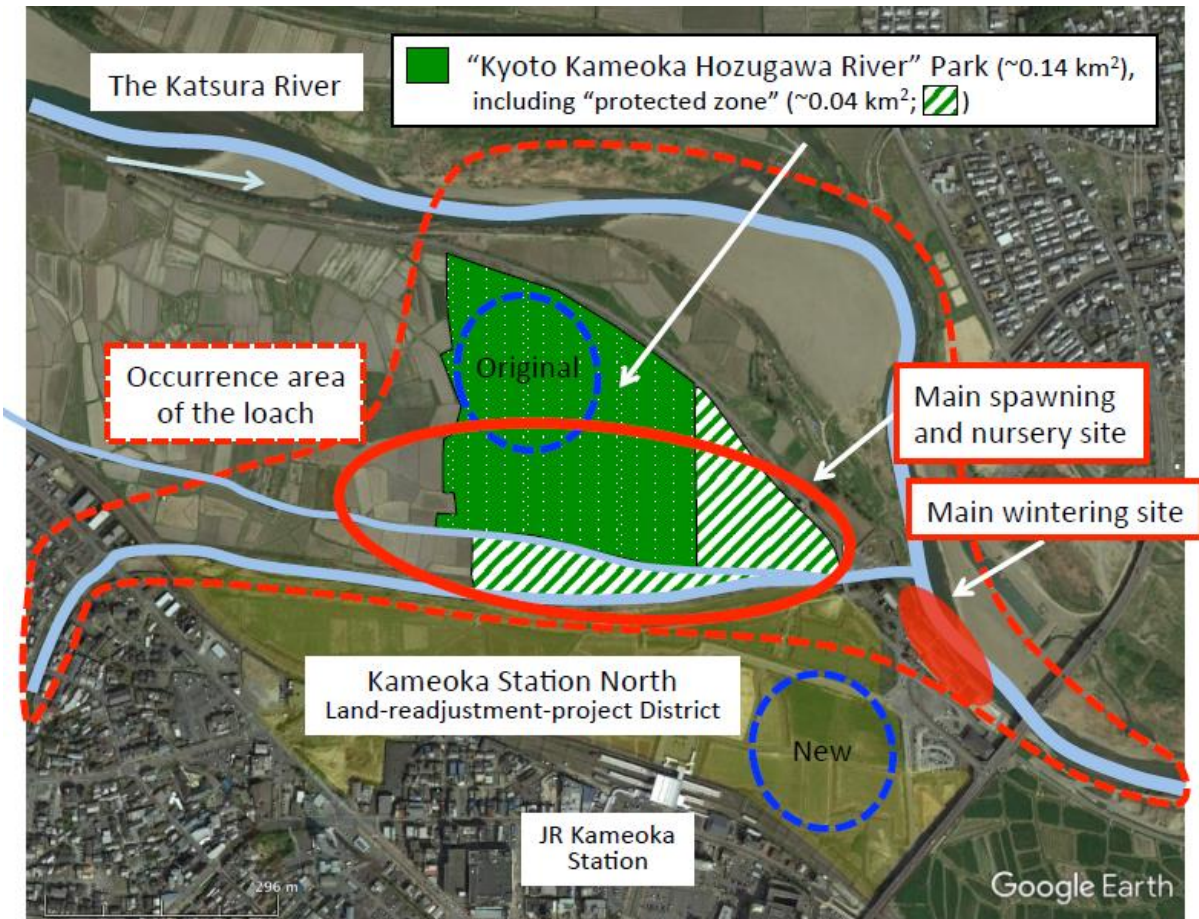 The Katsura River
“Kyoto Kameoka Hozugawa River” Park (~0.14 km²),
including “protected zone” (~0.04 km²; )
Original
Occurrence area
of the loach
Main spawning
and nursery site
Main wintering site
Kameoka Station North
Land-readjustment-project District
New
JR Kameoka
Station
296 m
Google Earth